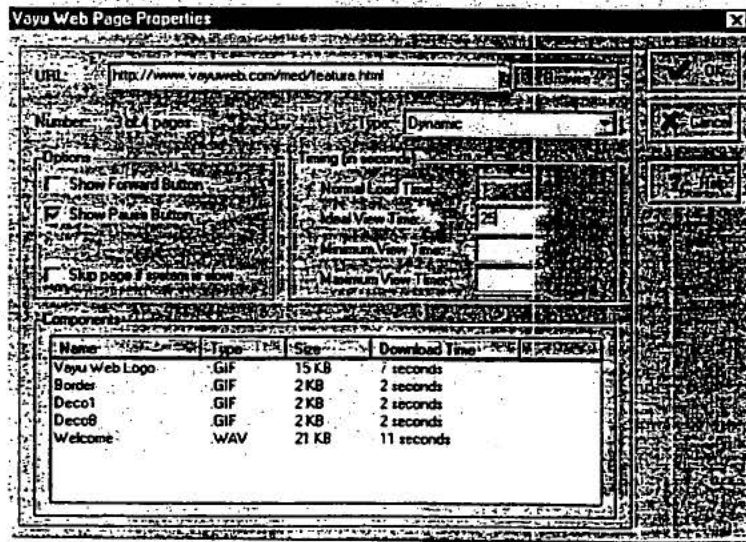 Vayu Web Page Properties
URL: http://www.vayuweb.com/med/feature.html Browse OK
Number: of 4 pages Type: Dynamic Cancel
Options Timing (in seconds)
Show Forward Button Normal Load Time:
Show Pause Button Ideal View Time: 25
Minimum View Time:
Skip page if system is slow Maximum View Time:
Help
Components
Name Type Size Download Time
Vayu Web Logo .GIF 15 KB 7 seconds
Border .GIF 2 KB 2 seconds
Deco1 .GIF 2 KB 2 seconds
Deco8 .GIF 2 KB 2 seconds
Welcome .WAV 21 KB 11 seconds